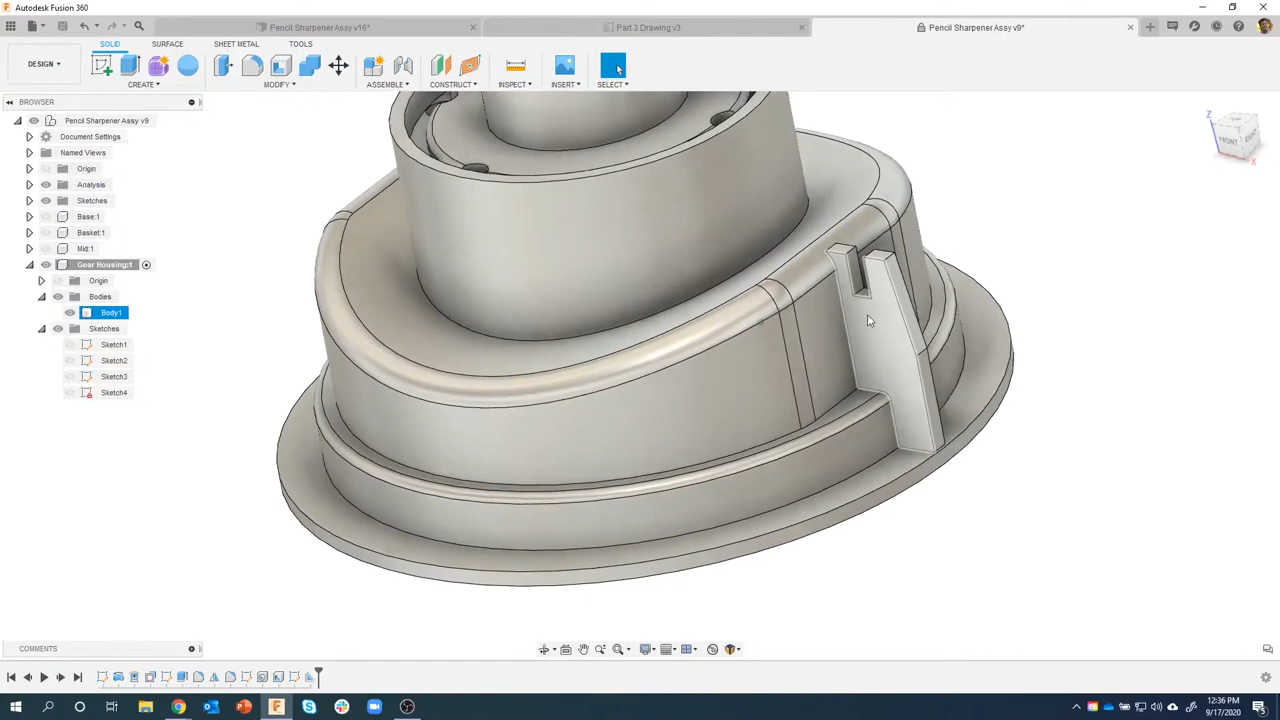 Autodesk Fusion 360
Pencil Sharpener Assy v16*
Part 3 Drawing v3
Pencil Sharpener Assy v9*
SOLID SURFACE SHEET METAL TOOLS
DESIGN
CREATE MODIFY ASSEMBLE CONSTRUCT INSPECT INSERT SELECT
BROWSER
Pencil Sharpener Assy v9
Document Settings
Named Views
Origin
Analysis
Sketches
Base:1
Basket:1
Mid:1
Gear Housing:1
Origin
Bodies
Body1
Sketches
Sketch1
Sketch2
Sketch3
Sketch4
Z
FRONT
RIGHT
X
COMMENTS
12:36 PM
9/17/2020
5